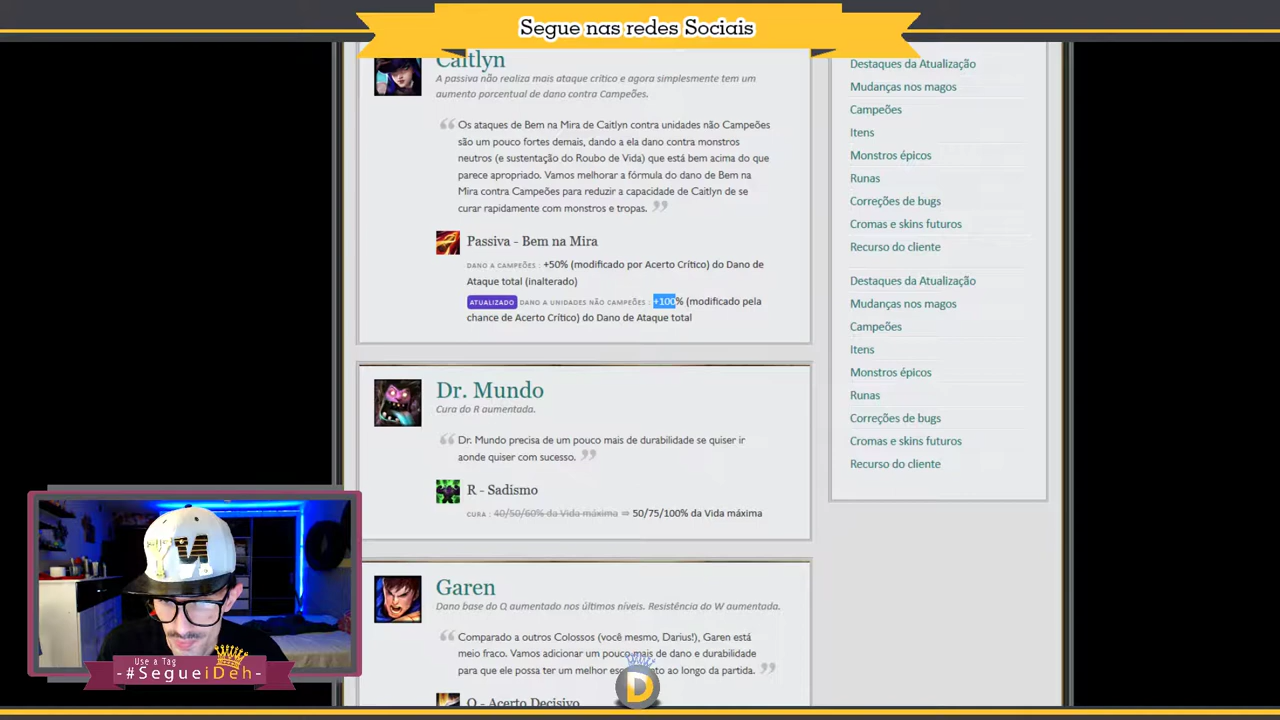 Segue nas redes Sociais
Caitlyn
A passiva não realiza mais ataque crítico e agora simplesmente tem um
aumento porcentual de dano contra Campeões.
Os ataques de Bem na Mira de Caitlyn contra unidades não Campeões
são um pouco fortes demais, dando a ela dano contra monstros
neutros (e sustentação do Roubo de Vida) que está bem acima do que
parece apropriado. Vamos melhorar a fórmula do dano de Bem na
Mira contra Campeões para reduzir a capacidade de Caitlyn de se
curar rapidamente com monstros e tropas.
Passiva - Bem na Mira
DANO A CAMPEÕES : +50% (modificado por Acerto Crítico) do Dano de
Ataque total (inalterado)
ATUALIZADO DANO A UNIDADES NÃO CAMPEÕES : +100% (modificado pela
chance de Acerto Crítico) do Dano de Ataque total
Dr. Mundo
Cura do R aumentada.
Dr. Mundo precisa de um pouco mais de durabilidade se quiser ir
aonde quiser com sucesso.
R - Sadismo
CURA : 40/50/60% da Vida máxima ⇒ 50/75/100% da Vida máxima
Garen
Dano base do Q aumentado nos últimos níveis. Resistência do W aumentada.
Comparado a outros Colossos (você mesmo, Darius!), Garen está
meio fraco. Vamos adicionar um pouco mais de dano e durabilidade
para que ele possa ter um melhor ao longo da partida.
Q - Acerto Decisivo
Destaques da Atualização
Mudanças nos magos
Campeões
Itens
Monstros épicos
Runas
Correções de bugs
Cromas e skins futuros
Recurso do cliente
Destaques da Atualização
Mudanças nos magos
Campeões
Itens
Monstros épicos
Runas
Correções de bugs
Cromas e skins futuros
Recurso do cliente
Use a Tag
-#SegueiDeh-
D